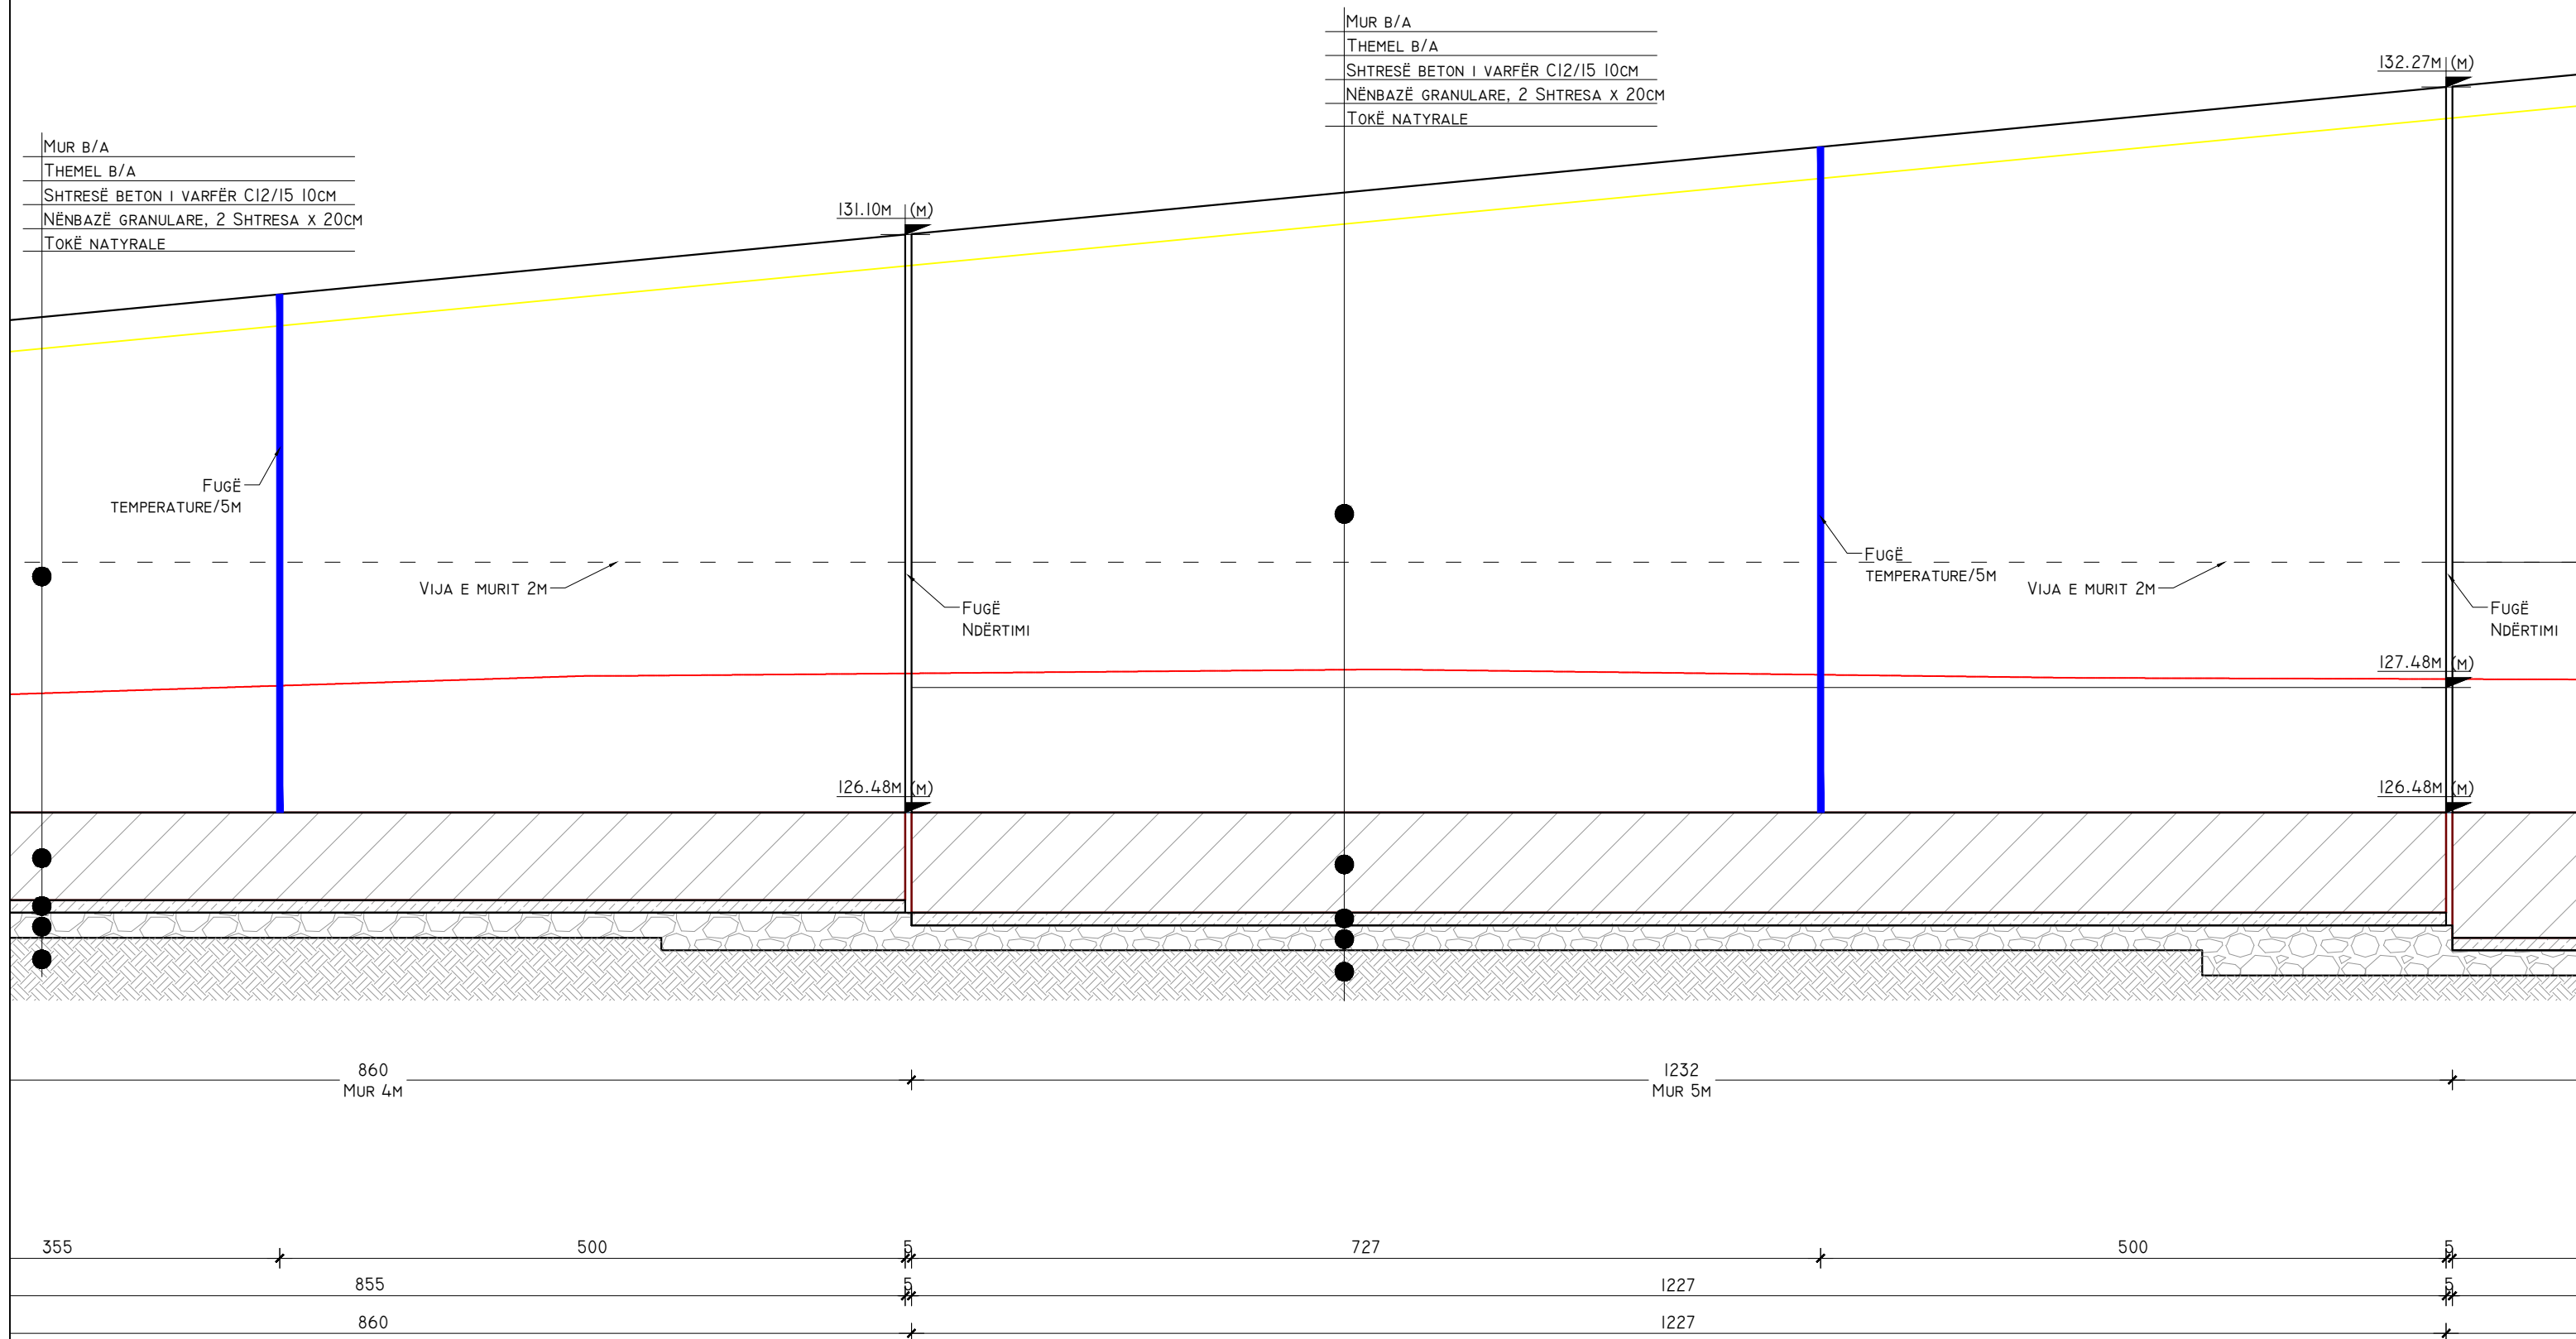 MUR B/A
THEMEL B/A
SHTRESË BETON I VARFËR C12/15 10CM
NËNBAZË GRANULARE, 2 SHTRESA X 20CM
TOKË NATYRALE
132.27M (M)
MUR B/A
THEMEL B/A
SHTRESË BETON I VARFËR C12/15 10CM
NËNBAZË GRANULARE, 2 SHTRESA X 20CM
TOKË NATYRALE
131.10M (M)
FUGË
TEMPERATURE/5M
FUGË
TEMPERATURE/5M
VIJA E MURIT 2M
VIJA E MURIT 2M
FUGË
NDËRTIMI
FUGË
NDËRTIMI
127.48M (M)
126.48M (M)
126.48M (M)
860
MUR 4M
1232
MUR 5M
355
500
5
727
500
5
855
5
1227
5
860
1227